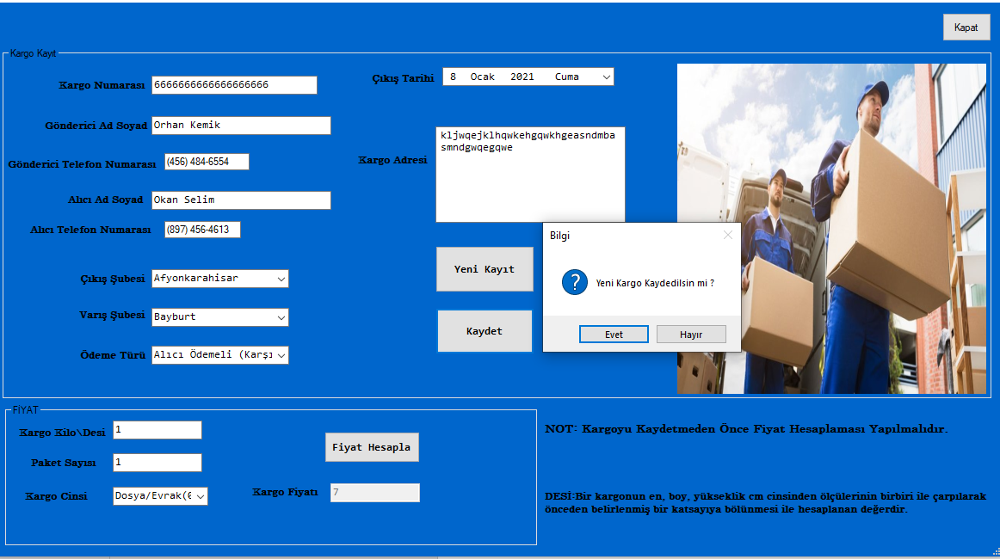 Kapat
Kargo Kayıt
Kargo Numarası 6666666666666666666
Çıkış Tarihi 8 Ocak 2021 Cuma
Gönderici Ad Soyad Orhan Kemik
Gönderici Telefon Numarası (456) 484-6554
Alıcı Ad Soyad Okan Selim
Alıcı Telefon Numarası (897) 456-4613
Çıkış Şubesi Afyonkarahisar
Varış Şubesi Bayburt
Ödeme Türü Alıcı Ödemeli (Karşı
Kargo Adresi
kljwqejklhqwkehgqwkhgeasndmba
smndgwqegqwe
Yeni Kayıt
Kaydet
Bilgi
Yeni Kargo Kaydedilsin mi ?
Evet Hayır
FİYAT
Kargo Kilo\Desi 1
Paket Sayısı 1
Kargo Cinsi Dosya/Evrak(
Fiyat Hesapla
Kargo Fiyatı 7
NOT: Kargoyu Kaydetmeden Önce Fiyat Hesaplaması Yapılmalıdır.
DESİ:Bir kargonun en, boy, yükseklik cm cinsinden ölçülerinin birbiri ile çarpılarak
önceden belirlenmiş bir katsayıya bölünmesi ile hesaplanan değerdir.